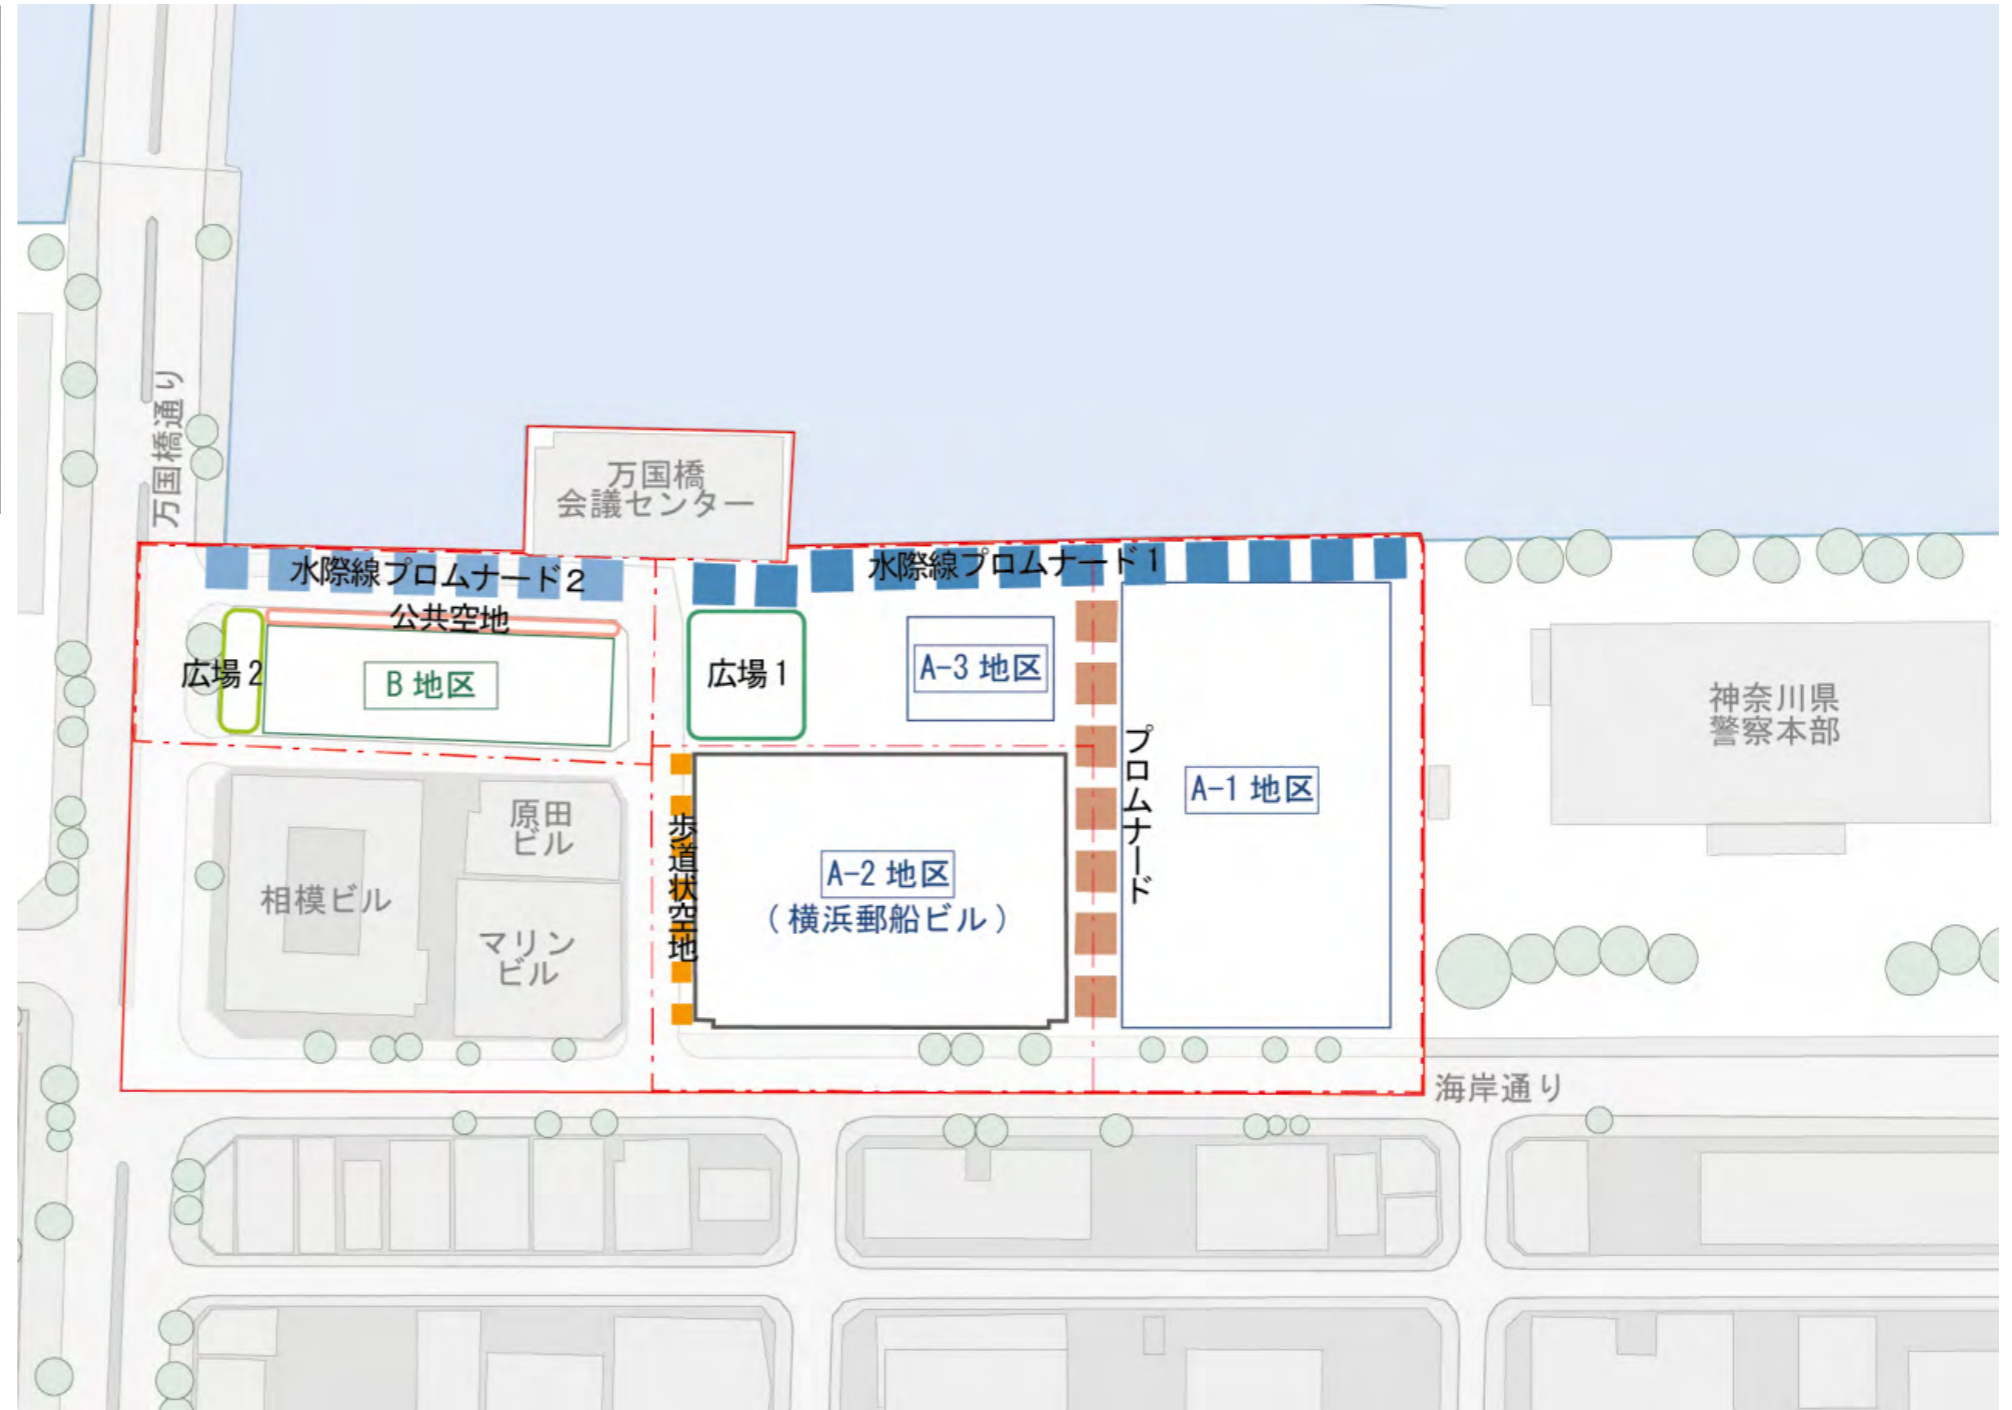 万国橋通り
万国橋
会議センター
水際線プロムナード2
水際線プロムナード1
公共空地
広場2
B 地区
広場1
A-3 地区
プロムナード
A-1 地区
神奈川県
警察本部
原田
ビル
相模ビル
マリン
ビル
歩道状空地
A-2 地区
(横浜郵船ビル)
海岸通り